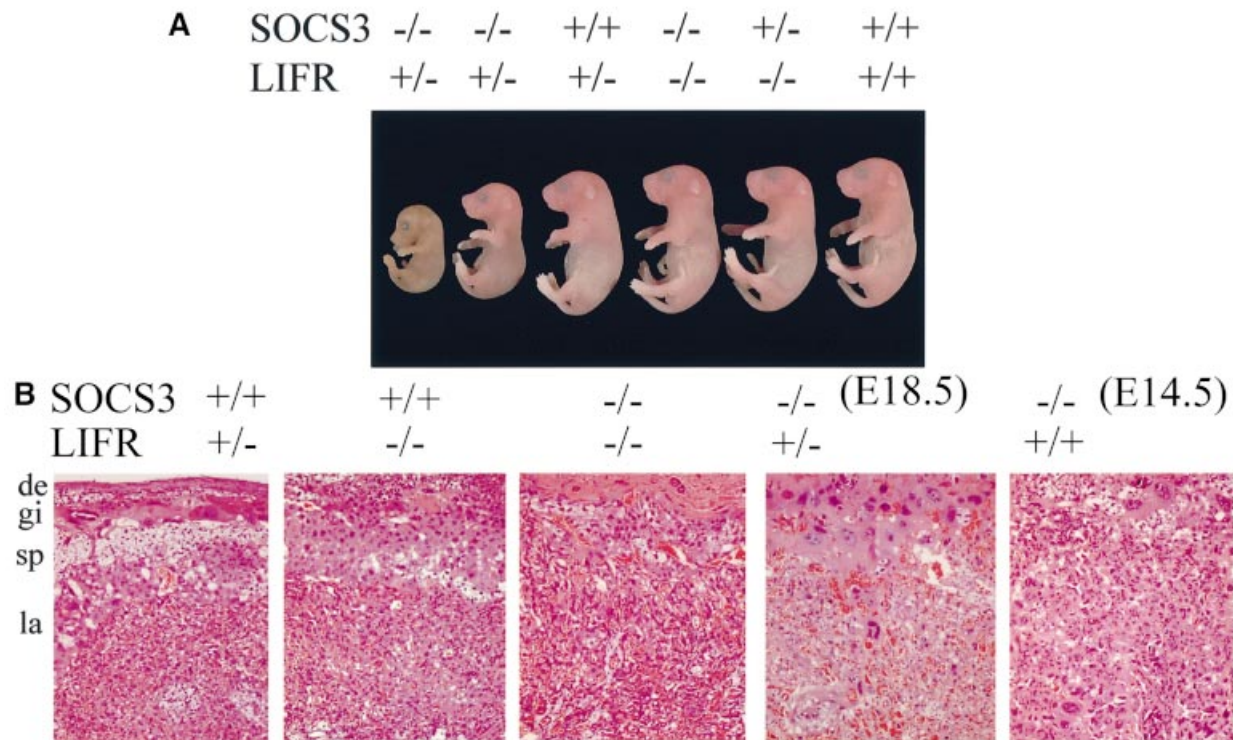 A SOCS3 -/- -/- +/+ -/- +/- +/+
LIFR +/- +/- +/- -/- -/- +/+
B SOCS3 +/+ +/+ -/- -/- (E18.5) -/- (E14.5)
LIFR +/- -/- -/- +/- +/+
de
gi
sp
la